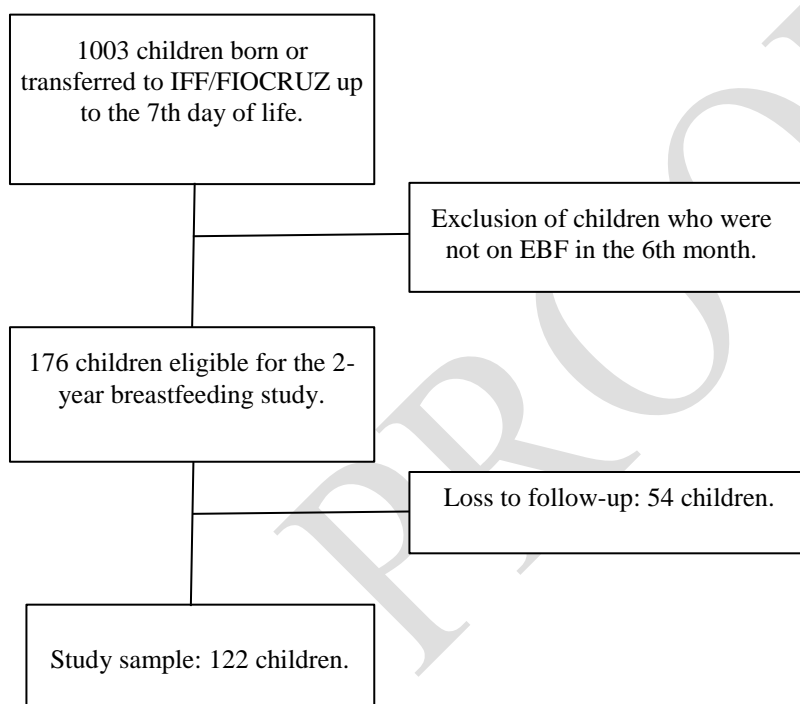 1003 children born or
transferred to IFF/FIOCRUZ up
to the 7th day of life.
Exclusion of children who were
not on EBF in the 6th month.
176 children eligible for the 2-
year breastfeeding study.
Loss to follow-up: 54 children.
Study sample: 122 children.
PRO